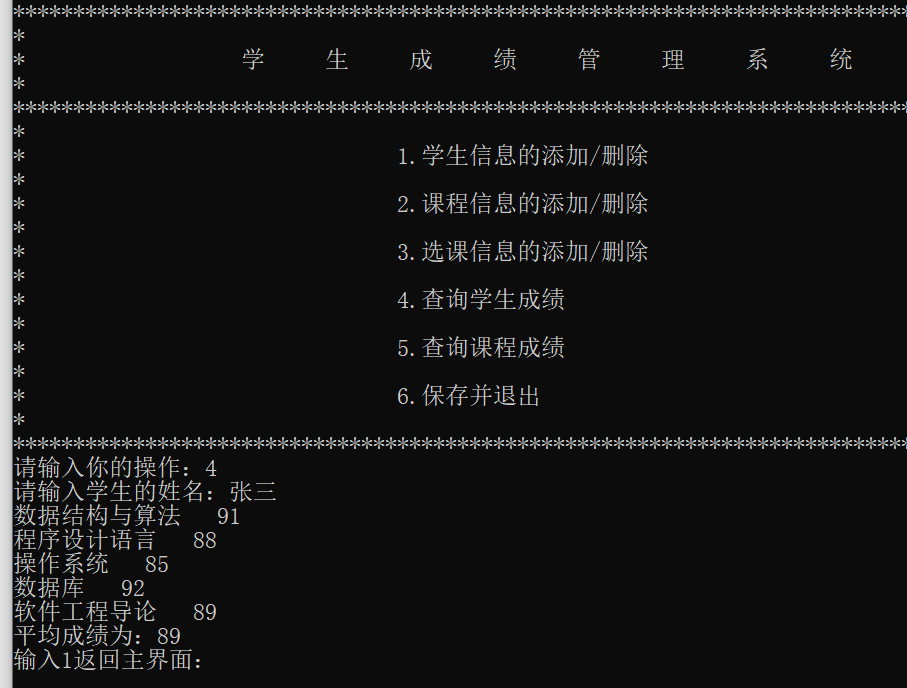 ***************************************************************************
*
* 学 生 成 绩 管 理 系 统
*
***************************************************************************
*
* 1.学生信息的添加/删除
*
* 2.课程信息的添加/删除
*
* 3.选课信息的添加/删除
*
* 4.查询学生成绩
*
* 5.查询课程成绩
*
* 6.保存并退出
*
***************************************************************************
请输入你的操作：4
请输入学生的姓名：张三
数据结构与算法 91
程序设计语言 88
操作系统 85
数据库 92
软件工程导论 89
平均成绩为：89
输入1返回主界面：